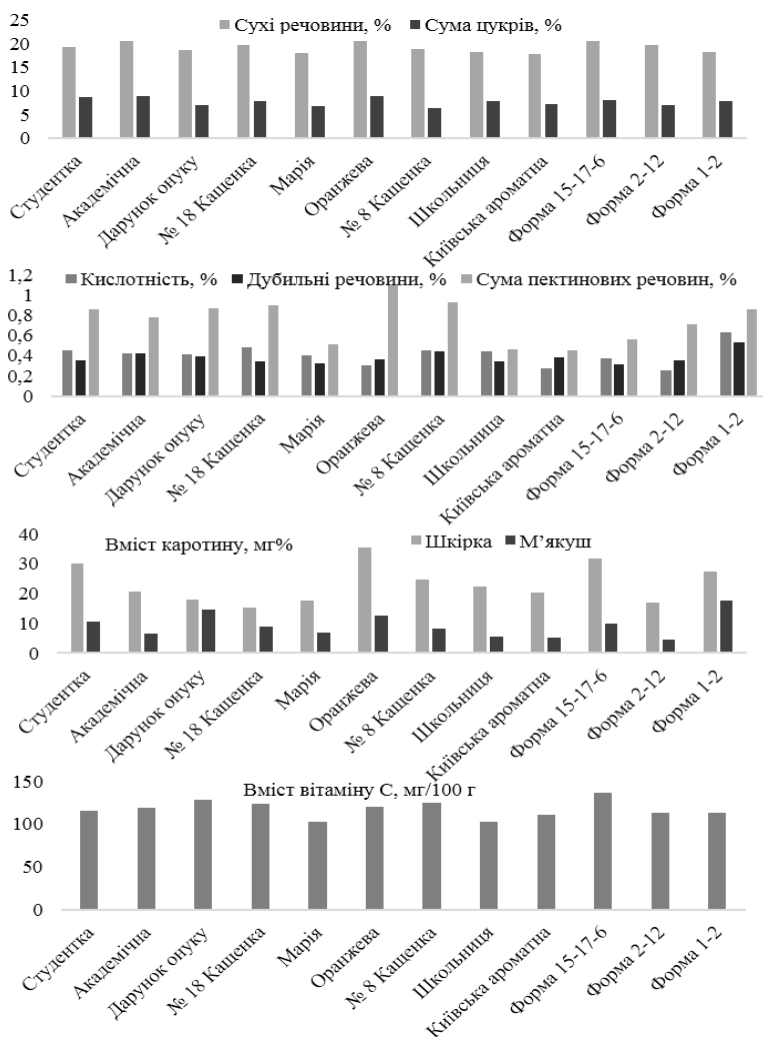 Сухі речовини, % Сума цукрів, %
25
20
15
10
5
0
Студентка
Академічна
Дарунок онуку
№ 18 Кащенка
Марія
Оранжева
№ 8 Кащенка
Школьниця
Київська ароматна
Форма 15-17-6
Форма 2-12
Форма 1-2
Кислотність, % Дубильні речовини, % Сума пектинових речовин, %
1,2
1
0,8
0,6
0,4
0,2
0
Студентка
Академічна
Дарунок онуку
№ 18 Кащенка
Марія
Оранжева
№ 8 Кащенка
Школьница
Київська ароматна
Форма 15-17-6
Форма 2-12
Форма 1-2
Вміст каротину, мг% Шкірка М’якуш
40
30
20
10
0
Студентка
Академічна
Дарунок онуку
№ 18 Кащенка
Марія
Оранжева
№ 8 Кащенка
Школьниця
Київська ароматна
Форма 15-17-6
Форма 2-12
Форма 1-2
Вміст вітаміну С, мг/100 г
150
100
50
0
Студентка
Академічна
Дарунок онуку
№ 18 Кащенка
Марія
Оранжева
№ 8 Кащенка
Школьниця
Київська ароматна
Форма 15-17-6
Форма 2-12
Форма 1-2